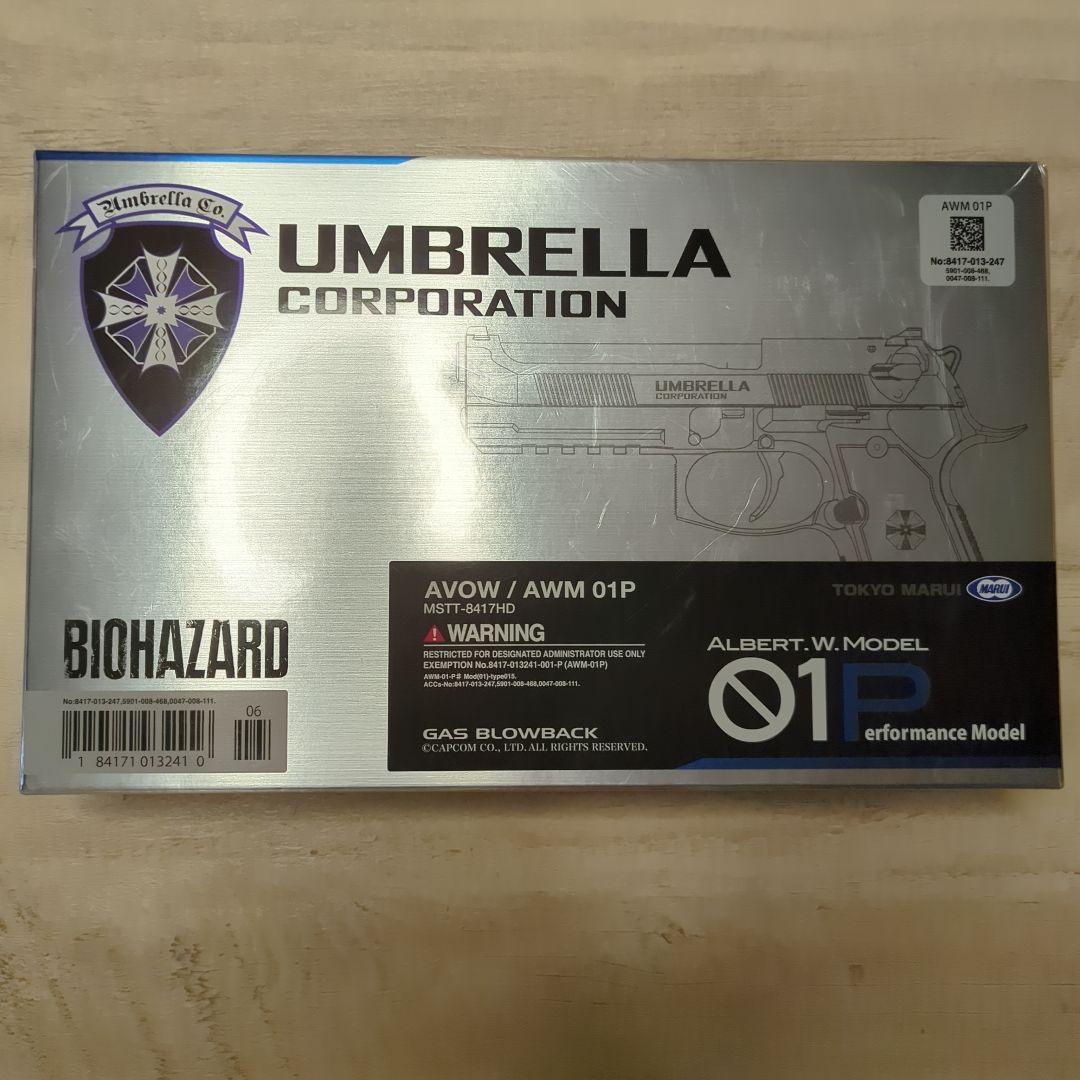 Umbrella Co.
UMBRELLA
CORPORATION
AWM 01P
No:8417-013-247
5901-008-468,
0047-008-111.
UMBRELLA
CORPORATION
AVOW / AWM 01P
MSTT-8417HD
WARNING
RESTRICTED FOR DESIGNATED ADMINISTRATOR USE ONLY
EXEMPTION No.8417-013241-001-P (AWM-01P)
AWM-01-P# Mod(01)-type015.
ACCs-No:8417-013-247,5901-008-468,0047-008-111.
GAS BLOWBACK
©CAPCOM CO., LTD. ALL RIGHTS RESERVED.
TOKYO MARUI MARUI
ALBERT.W.MODEL
01Performance Model
BIOHAZARD
No:8417-013-247,5901-008-468,0047-008-111.
06
1 84171 013241 0